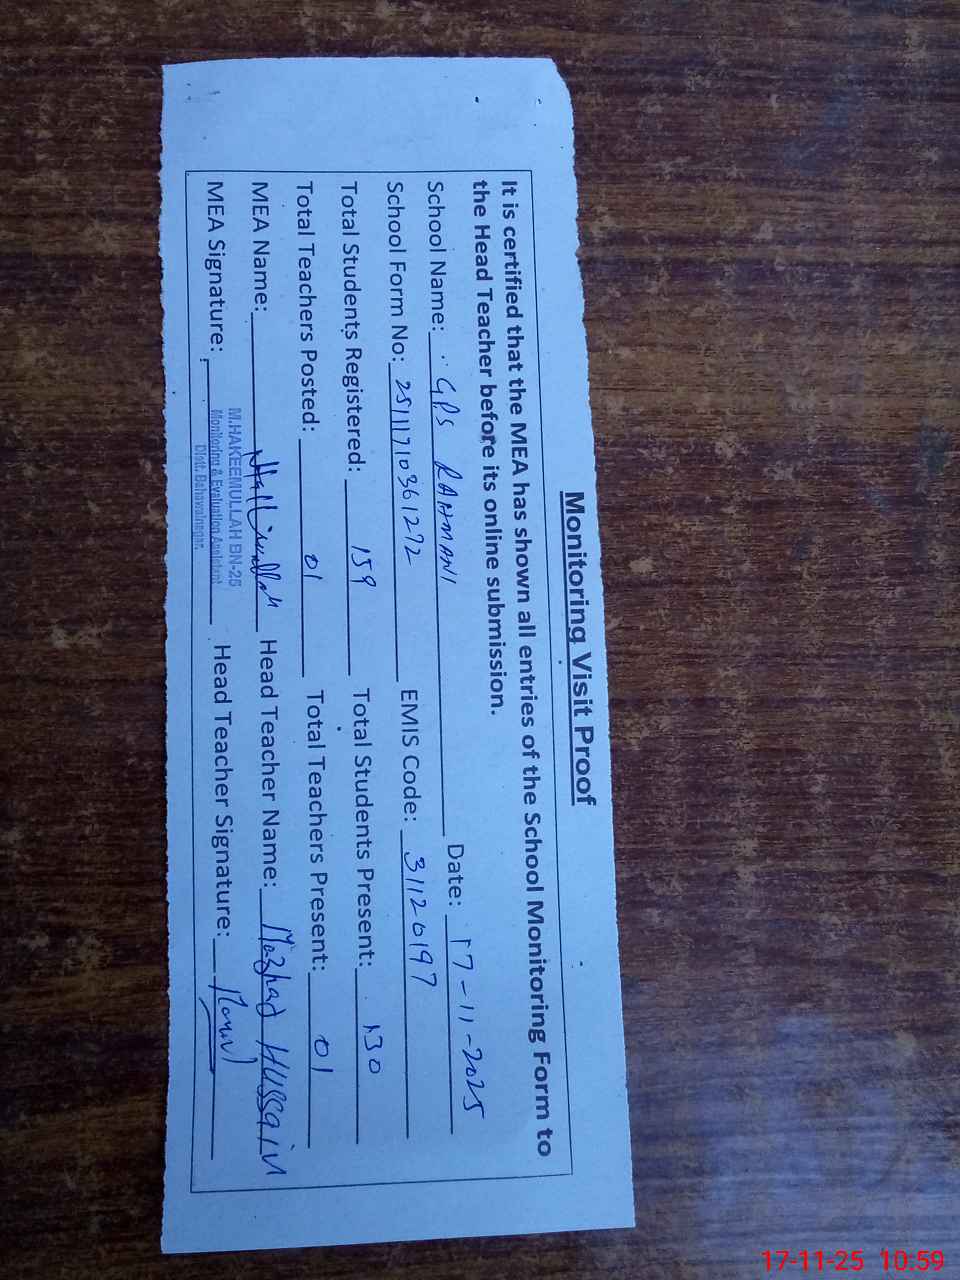 Monitoring Visit Proof
It is certified that the MEA has shown all entries of the School Monitoring Form to
the Head Teacher before its online submission.
School Name: GPS RAHMANI Date: 17-11-2025
School Form No: 25111710361272 EMIS Code: 31120197
Total Students Registered: 159 Total Students Present: 130
Total Teachers Posted: 01 Total Teachers Present: 01
MEA Name: Head Teacher Name: Mazhad HUSSain
M.HAKEEMULLAH BN-25
MEA Signature: Monitoring & Evaluation Assistant Head Teacher Signature:
Distt. Bahawalnagar.
17-11-25 10:59